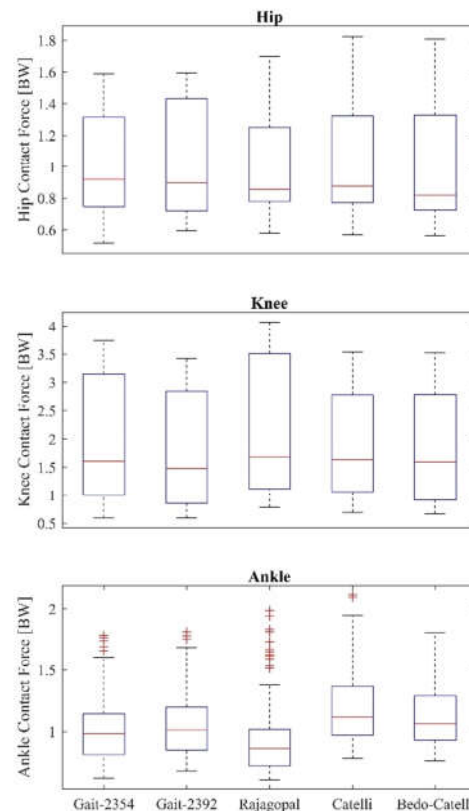 Hip
Hip Contact Force [BW]
1.8
1.6
1.4
1.2
1
0.8
0.6
Knee
Knee Contact Force [BW]
4
3.5
3
2.5
2
1.5
1
0.5
Ankle
Ankle Contact Force [BW]
2
1.5
1
Gait-2354 Gait-2392 Rajagopal Catelli Bedo-Catelli